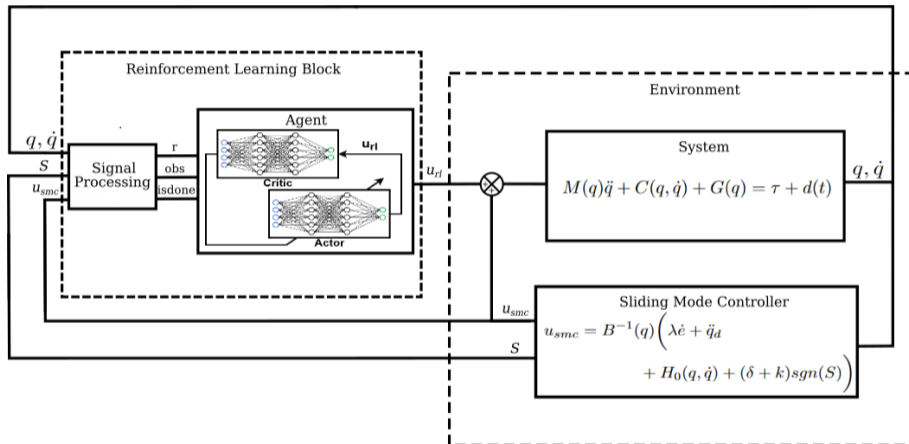 Reinforcement Learning Block
Environment
Agent
System
q, q̇
S
u_smc
Signal
Processing
r
obs
isdone
u_rl
Critic
Actor
u_rl
M(q)q̈ + C(q, q̇) + G(q) = τ + d(t)
q, q̇
u_smc
S
Sliding Mode Controller
u_smc = B⁻¹(q)(λė + q̈_d
+ H₀(q, q̇) + (δ + k)sgn(S))